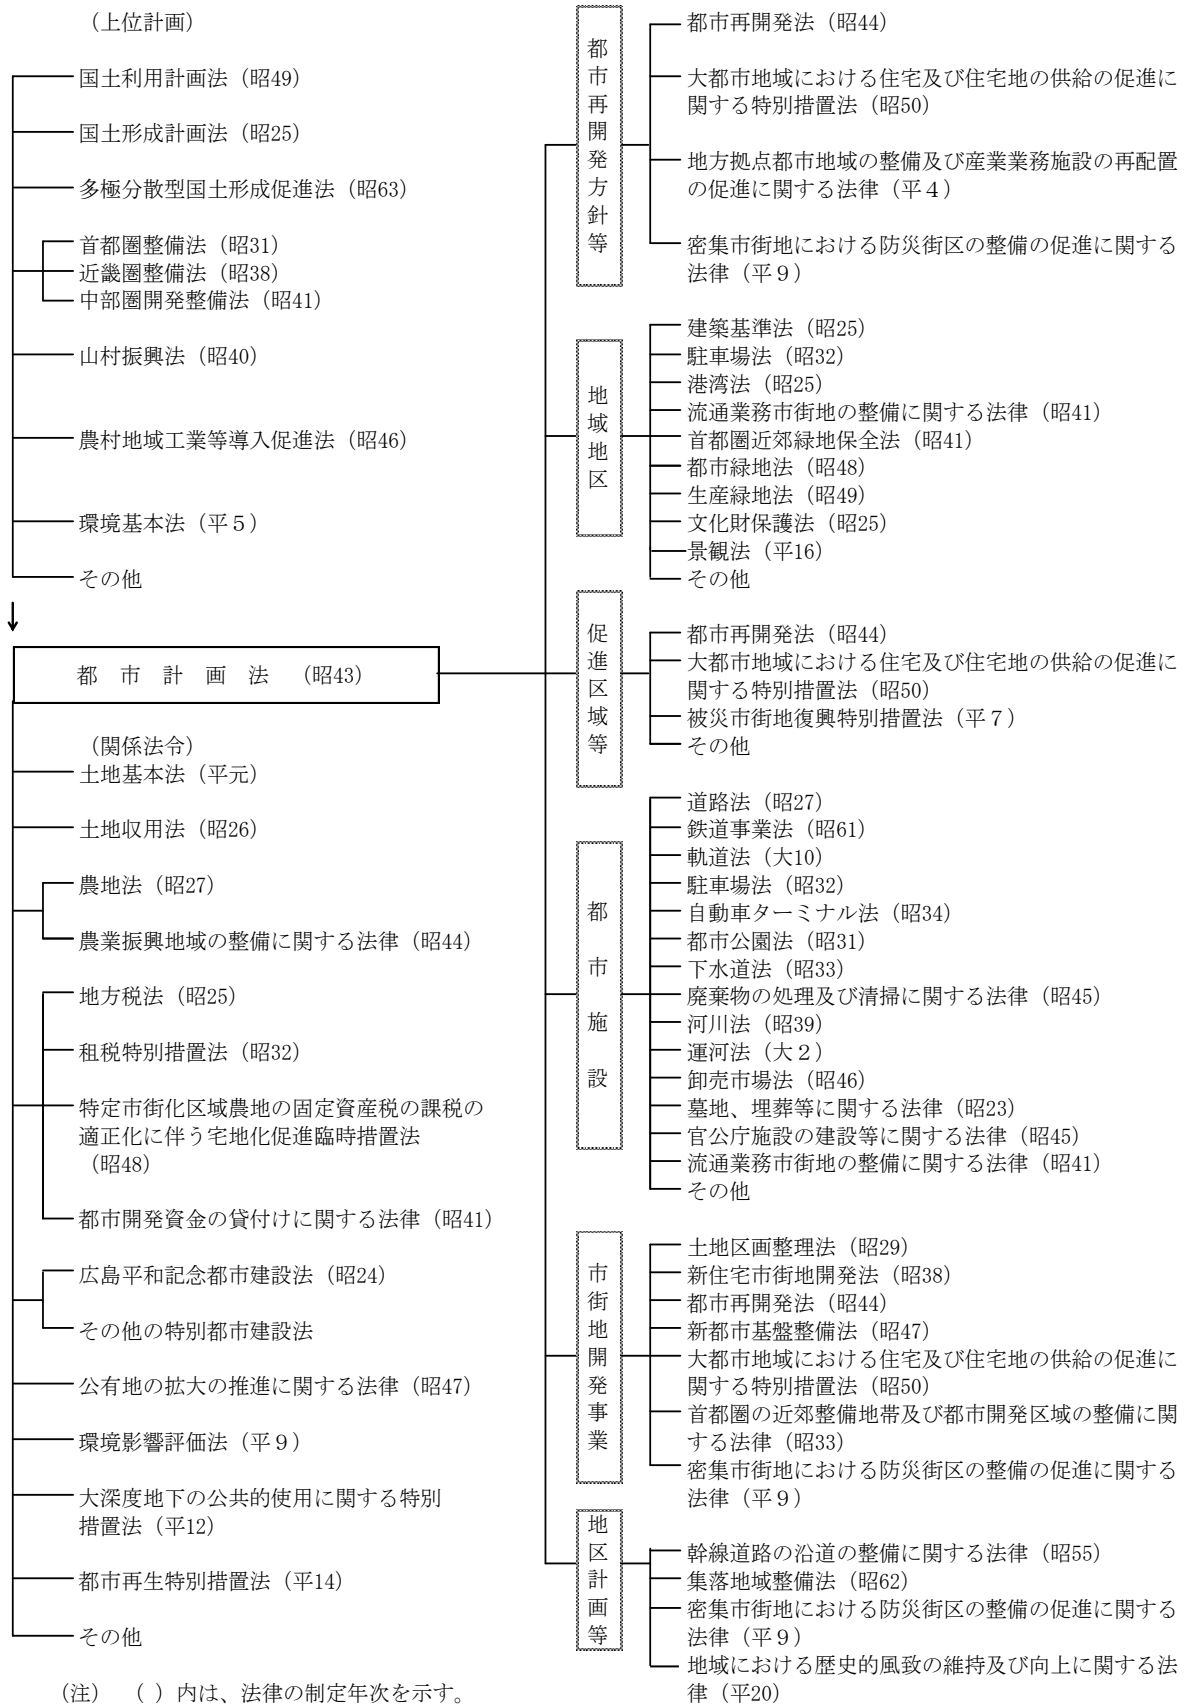 （上位計画）
国土利用計画法（昭49）
国土形成計画法（昭25）
多極分散型国土形成促進法（昭63）
首都圏整備法（昭31）
近畿圏整備法（昭38）
中部圏開発整備法（昭41）
山村振興法（昭40）
農村地域工業等導入促進法（昭46）
環境基本法（平５）
その他
↓
都市計画法（昭43）
（関係法令）
土地基本法（平元）
土地収用法（昭26）
農地法（昭27）
農業振興地域の整備に関する法律（昭44）
地方税法（昭25）
租税特別措置法（昭32）
特定市街化区域農地の固定資産税の課税の
適正化に伴う宅地化促進臨時措置法
（昭48）
都市開発資金の貸付けに関する法律（昭41）
広島平和記念都市建設法（昭24）
その他の特別都市建設法
公有地の拡大の推進に関する法律（昭47）
環境影響評価法（平９）
大深度地下の公共的使用に関する特別
措置法（平12）
都市再生特別措置法（平14）
その他
（注）　（ ）内は、法律の制定年次を示す。
都市再開発方針等
都市再開発法（昭44）
大都市地域における住宅及び住宅地の供給の促進に
関する特別措置法（昭50）
地方拠点都市地域の整備及び産業業務施設の再配置
の促進に関する法律（平４）
密集市街地における防災街区の整備の促進に関する
法律（平９）
地域地区
建築基準法（昭25）
駐車場法（昭32）
港湾法（昭25）
流通業務市街地の整備に関する法律（昭41）
首都圏近郊緑地保全法（昭41）
都市緑地法（昭48）
生産緑地法（昭49）
文化財保護法（昭25）
景観法（平16）
その他
促進区域等
都市再開発法（昭44）
大都市地域における住宅及び住宅地の供給の促進に
関する特別措置法（昭50）
被災市街地復興特別措置法（平７）
その他
都市施設
道路法（昭27）
鉄道事業法（昭61）
軌道法（大10）
駐車場法（昭32）
自動車ターミナル法（昭34）
都市公園法（昭31）
下水道法（昭33）
廃棄物の処理及び清掃に関する法律（昭45）
河川法（昭39）
運河法（大２）
卸売市場法（昭46）
墓地、埋葬等に関する法律（昭23）
官公庁施設の建設等に関する法律（昭45）
流通業務市街地の整備に関する法律（昭41）
その他
市街地開発事業
土地区画整理法（昭29）
新住宅市街地開発法（昭38）
都市再開発法（昭44）
新都市基盤整備法（昭47）
大都市地域における住宅及び住宅地の供給の促進に
関する特別措置法（昭50）
首都圏の近郊整備地帯及び都市開発区域の整備に関
する法律（昭33）
密集市街地における防災街区の整備の促進に関する
法律（平９）
地区計画等
幹線道路の沿道の整備に関する法律（昭55）
集落地域整備法（昭62）
密集市街地における防災街区の整備の促進に関する
法律（平９）
地域における歴史的風致の維持及び向上に関する法
律（平20）